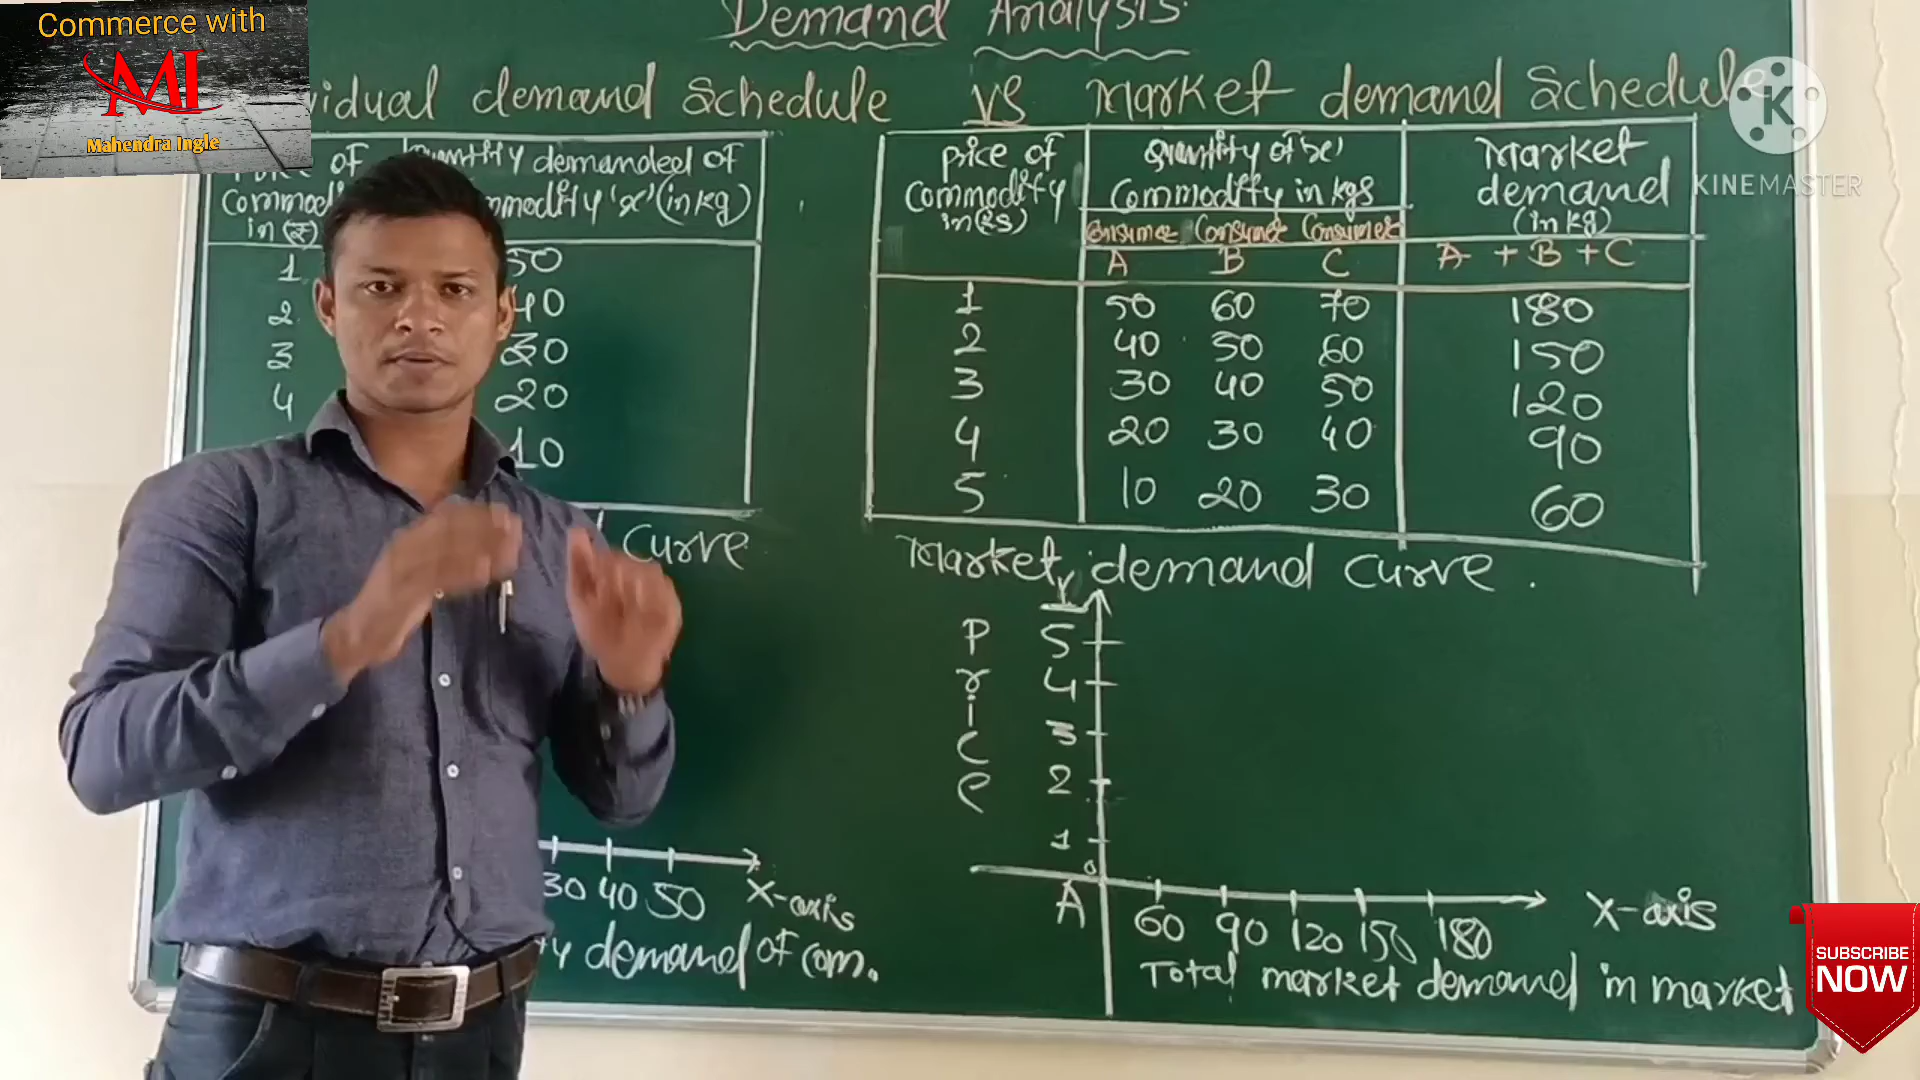 Commerce with
MI
Mahendra Ingle
Demand Analysis
vidual demand Schedule VS Market demand Schedule
of Quantity demanded of
Commod mmodity 'x' (in kg)
in (₹)
1 50
2 40
3 30
4 20
10
Price of Commodity in (Rs)
Quantity of 'x' Commodity in kgs
Market demand (in kg)
Consumer Consumer Consumer
A B C A + B + C
1 50 60 70 180
2 40 50 60 150
3 30 40 50 120
4 20 30 40 90
5 10 20 30 60
Curve
30 40 50 X-axis
ty demand of com.
Market demand Curve .
Y
Price
5
4
3
2
1
0
A
60 90 120 150 180 X-axis
Total market demand in market
K
KINEMASTER
SUBSCRIBE
NOW